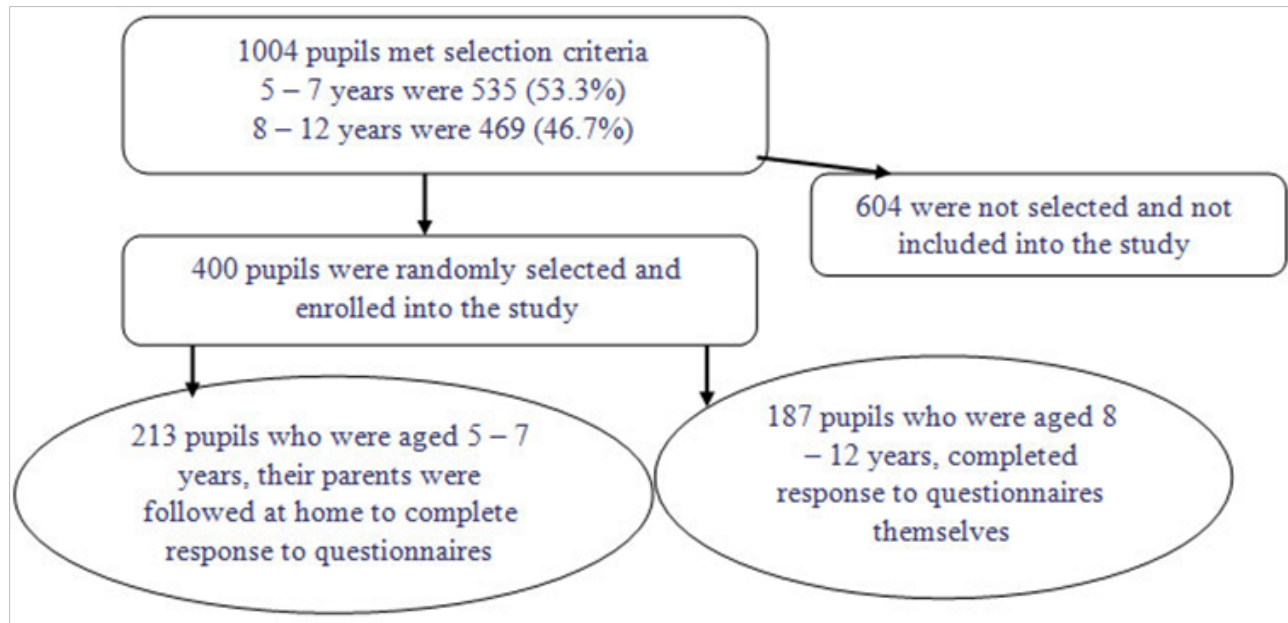 1004 pupils met selection criteria
5 – 7 years were 535 (53.3%)
8 – 12 years were 469 (46.7%)
604 were not selected and not
included into the study
400 pupils were randomly selected and
enrolled into the study
213 pupils who were aged 5 – 7
years, their parents were
followed at home to complete
response to questionnaires
187 pupils who were aged 8
– 12 years, completed
response to questionnaires
themselves